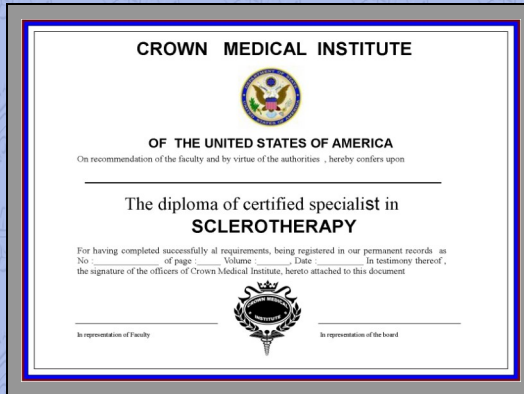 CROWN MEDICAL INSTITUTE
OF THE UNITED STATES OF AMERICA
On recommendation of the faculty and by virtue of the authorities , hereby confers upon
The diploma of certified specialist in
SCLEROTHERAPY
For having completed successfully al requirements, being registered in our permanent records as
No :______________ of page :_____ Volume :_______, Date :__________ In testimony thereof ,
the signature of the officers of Crown Medical Institute, hereto attached to this document
CROWN MEDICAL
INSTITUTE
In representation of Faculty
In representation of the board